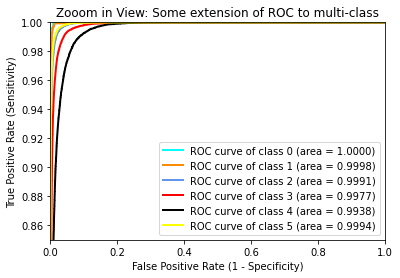 Zooom in View: Some extension of ROC to multi-class
True Positive Rate (Sensitivity)
1.00
0.98
0.96
0.94
0.92
0.90
0.88
0.86
ROC curve of class 0 (area = 1.0000)
ROC curve of class 1 (area = 0.9998)
ROC curve of class 2 (area = 0.9991)
ROC curve of class 3 (area = 0.9977)
ROC curve of class 4 (area = 0.9938)
ROC curve of class 5 (area = 0.9994)
0.0 0.2 0.4 0.6 0.8 1.0
False Positive Rate (1 - Specificity)